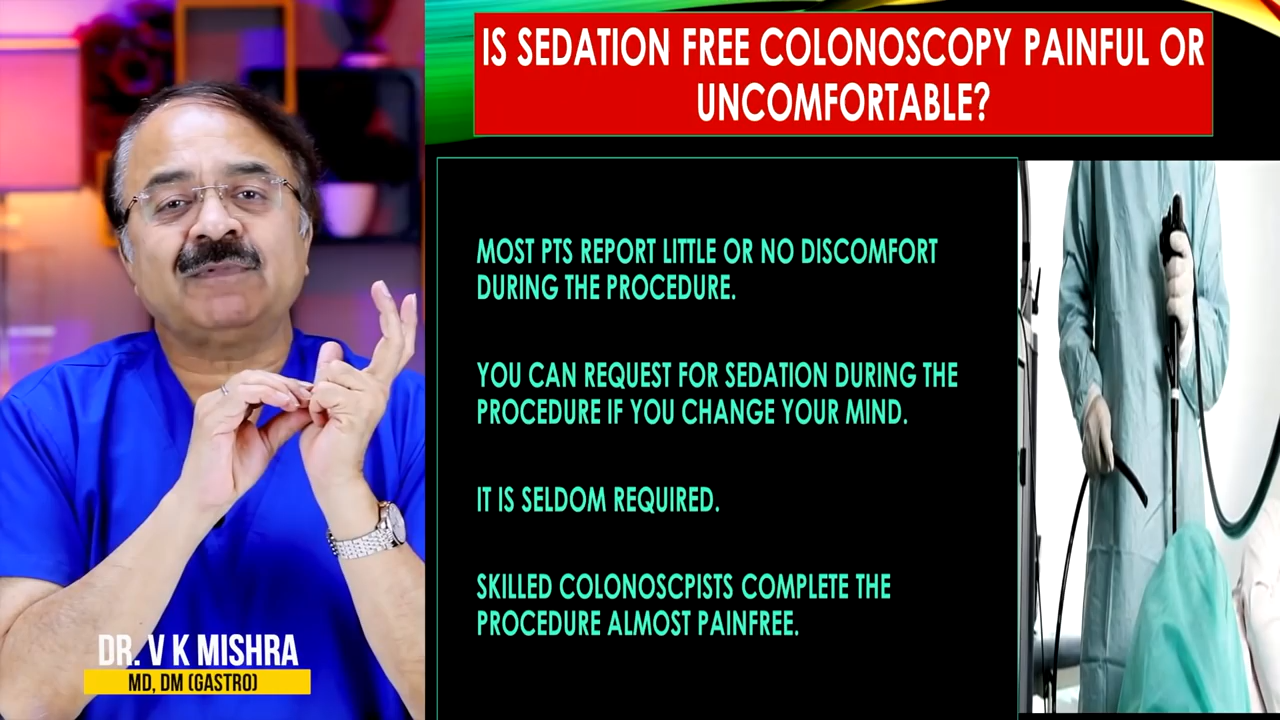 IS SEDATION FREE COLONOSCOPY PAINFUL OR
UNCOMFORTABLE?
MOST PTS REPORT LITTLE OR NO DISCOMFORT
DURING THE PROCEDURE.
YOU CAN REQUEST FOR SEDATION DURING THE
PROCEDURE IF YOU CHANGE YOUR MIND.
IT IS SELDOM REQUIRED.
SKILLED COLONOSCPISTS COMPLETE THE
PROCEDURE ALMOST PAINFREE.
DR. V K MISHRA
MD, DM (GASTRO)